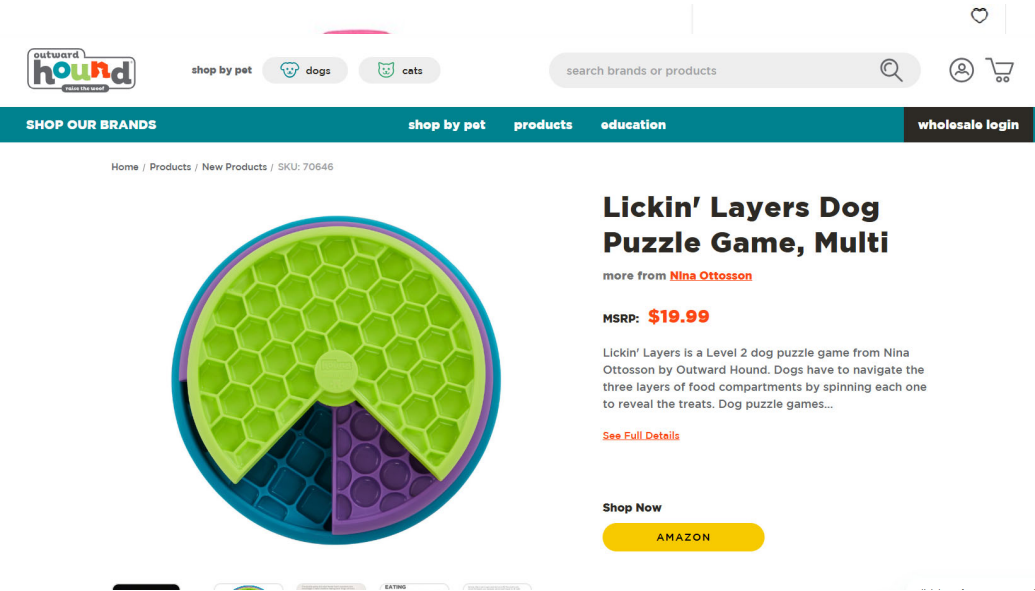 outward
hound
raise the woof
shop by pet
dogs
cats
search brands or products
SHOP OUR BRANDS
shop by pet
products
education
wholesale login
Home / Products / New Products / SKU: 70646
Lickin' Layers Dog
Puzzle Game, Multi
more from Nina Ottosson
MSRP: $19.99
Lickin' Layers is a Level 2 dog puzzle game from Nina
Ottosson by Outward Hound. Dogs have to navigate the
three layers of food compartments by spinning each one
to reveal the treats. Dog puzzle games...
See Full Details
Shop Now
AMAZON
EATING